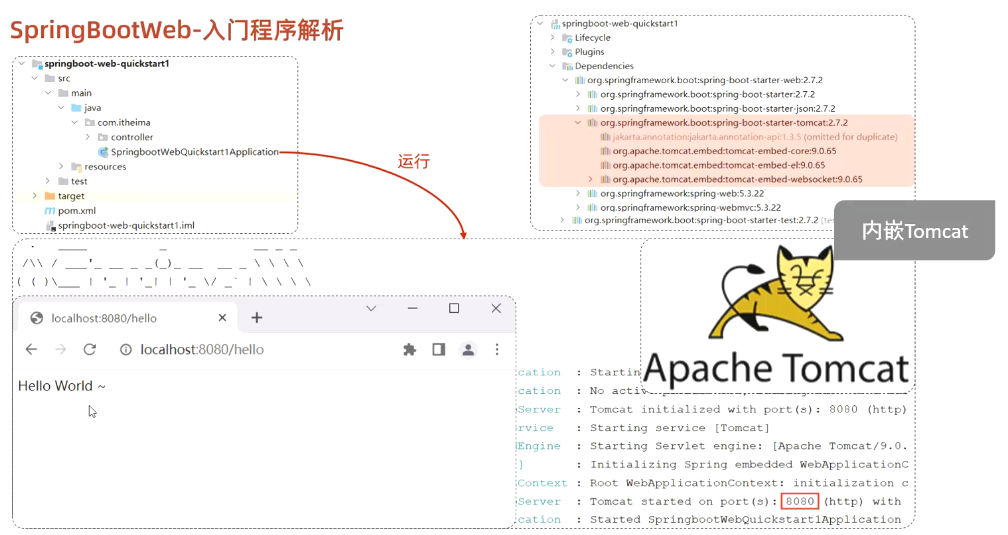 SpringBootWeb-入门程序解析
springboot-web-quickstart1
src
main
java
com.itheima
controller
SpringbootWebQuickstart1Application
resources
test
target
pom.xml
springboot-web-quickstart1.iml
运行
springboot-web-quickstart1
Lifecycle
Plugins
Dependencies
org.springframework.boot:spring-boot-starter-web:2.7.2
org.springframework.boot:spring-boot-starter:2.7.2
org.springframework.boot:spring-boot-starter-json:2.7.2
org.springframework.boot:spring-boot-starter-tomcat:2.7.2
jakarta.annotation:jakarta.annotation-api:1.3.5 (omitted for duplicate)
org.apache.tomcat.embed:tomcat-embed-core:9.0.65
org.apache.tomcat.embed:tomcat-embed-el:9.0.65
org.apache.tomcat.embed:tomcat-embed-websocket:9.0.65
org.springframework:spring-web:5.3.22
org.springframework:spring-webmvc:5.3.22
org.springframework.boot:spring-boot-starter-test:2.7.2
内嵌Tomcat
localhost:8080/hello
localhost:8080/hello
Hello World ~
Apache Tomcat
cation : Startin
cation : No activ
Server : Tomcat initialized with port(s): 8080 (http)
rvice : Starting service [Tomcat]
Engine : Starting Servlet engine: [Apache Tomcat/9.0.
] : Initializing Spring embedded WebApplicationC
Context : Root WebApplicationContext: initialization c
Server : Tomcat started on port(s): 8080 (http) with
cation : Started SpringbootWebQuickstart1Application